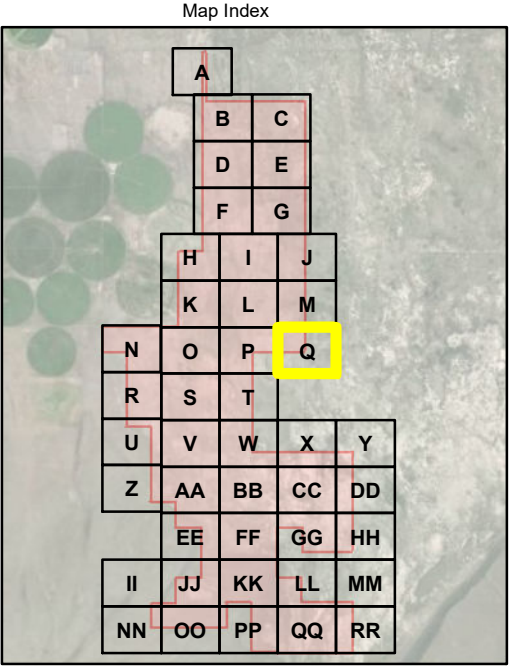 Map Index
A
B C
D E
F G
H I J
K L M
N O P Q
R S T
U V W X Y
Z AA BB CC DD
EE FF GG HH
II JJ KK LL MM
NN OO PP QQ RR